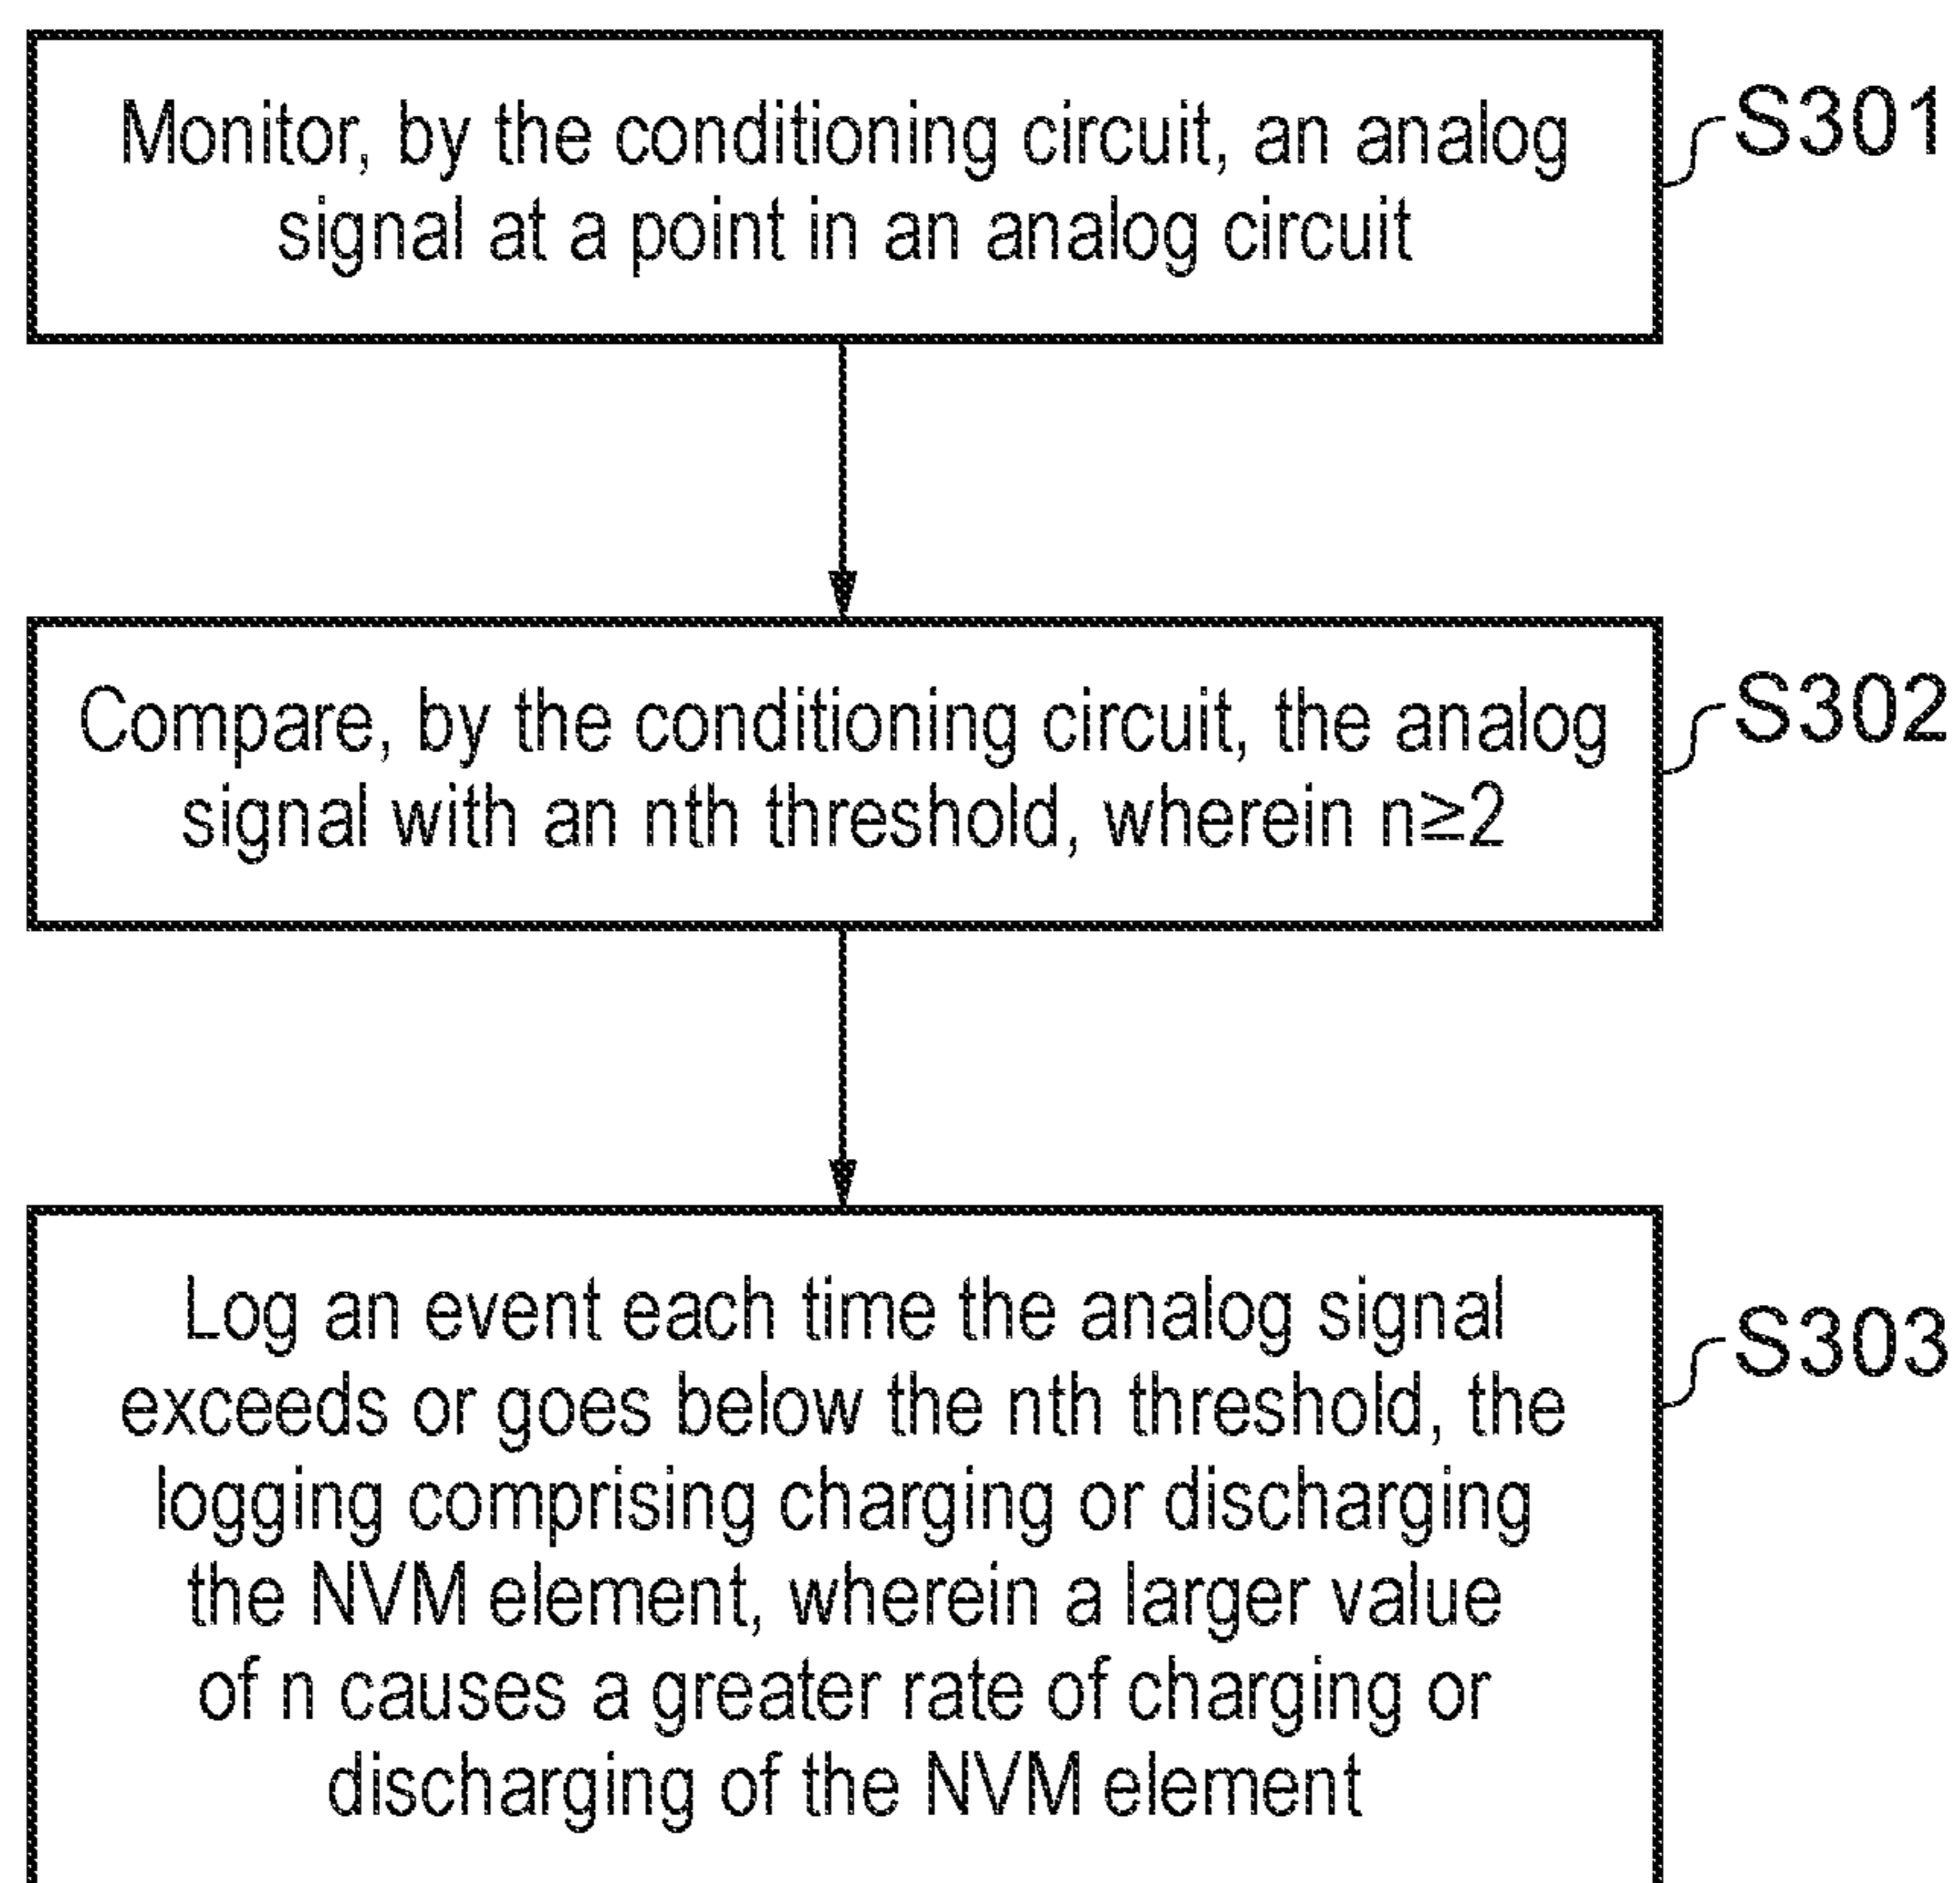 Monitor, by the conditioning circuit, an analog
signal at a point in an analog circuit
S301
Compare, by the conditioning circuit, the analog
signal with an nth threshold, wherein n≥2
S302
Log an event each time the analog signal
exceeds or goes below the nth threshold, the
logging comprising charging or discharging
the NVM element, wherein a larger value
of n causes a greater rate of charging or
discharging of the NVM element
S303